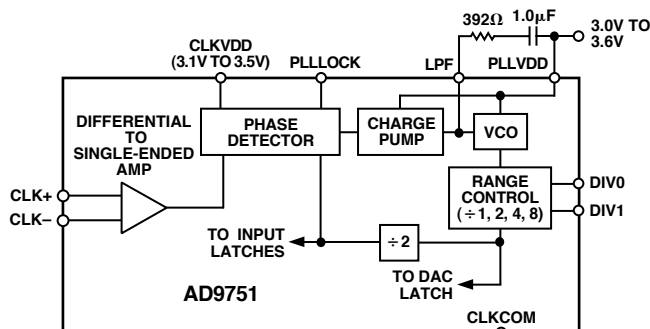 392Ω
1.0μF
3.0V TO
3.6V
CLKVDD
(3.1V TO 3.5V)
PLLLOCK
LPF
PLLVDD
DIFFERENTIAL
TO
SINGLE-ENDED
AMP
PHASE
DETECTOR
CHARGE
PUMP
VCO
CLK+
CLK–
RANGE
CONTROL
(÷1, 2, 4, 8)
DIV0
DIV1
TO INPUT
LATCHES
÷2
TO DAC
LATCH
AD9751
CLKCOM